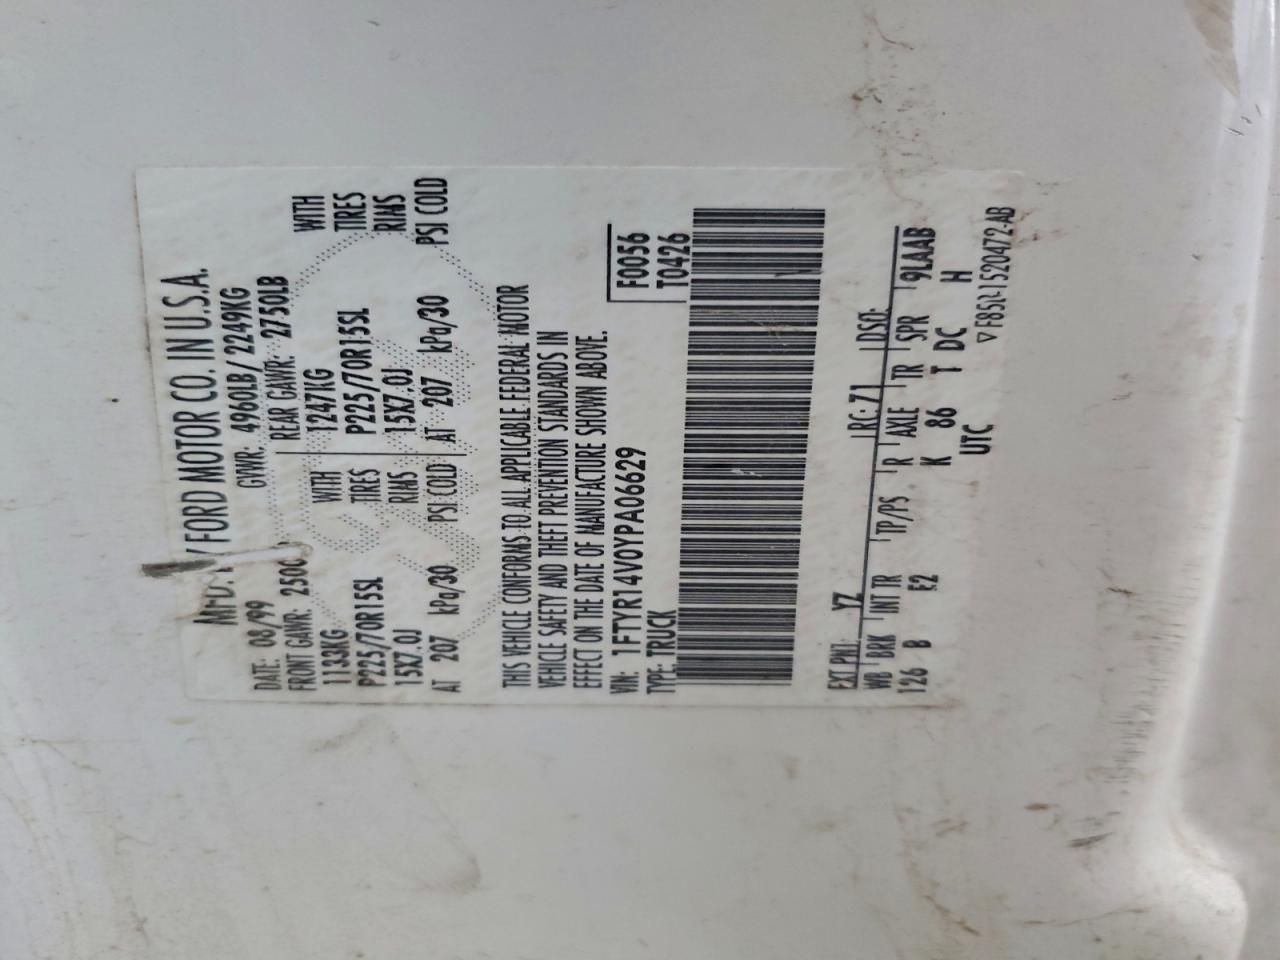 MFD. BY FORD MOTOR CO. IN U.S.A.
DATE: 08/99 GVWR: 4960LB/2249KG
FRONT GAWR: 2500 REAR GAWR: 2750LB
1133KG WITH 1247KG WITH
P225/70R15SL TIRES P225/70R15SL TIRES
15X7.0J RIMS 15X7.0J RIMS
AT 207 kPa/30 PSI COLD AT 207 kPa/30 PSI COLD
THIS VEHICLE CONFORMS TO ALL APPLICABLE FEDERAL MOTOR
VEHICLE SAFETY AND THEFT PREVENTION STANDARDS IN
EFFECT ON THE DATE OF MANUFACTURE SHOWN ABOVE.
VIN: 1FTYR14V0YPA06629 F0056
TYPE: TRUCK T0426
EXT PNT: YZ RC: 71 DSO:
WB BRK INT TR TP/PS R AXLE TR SPR 9LAAB
126 B E2 K 86 T DC H
UTC
▽ F85B-1520472-AB